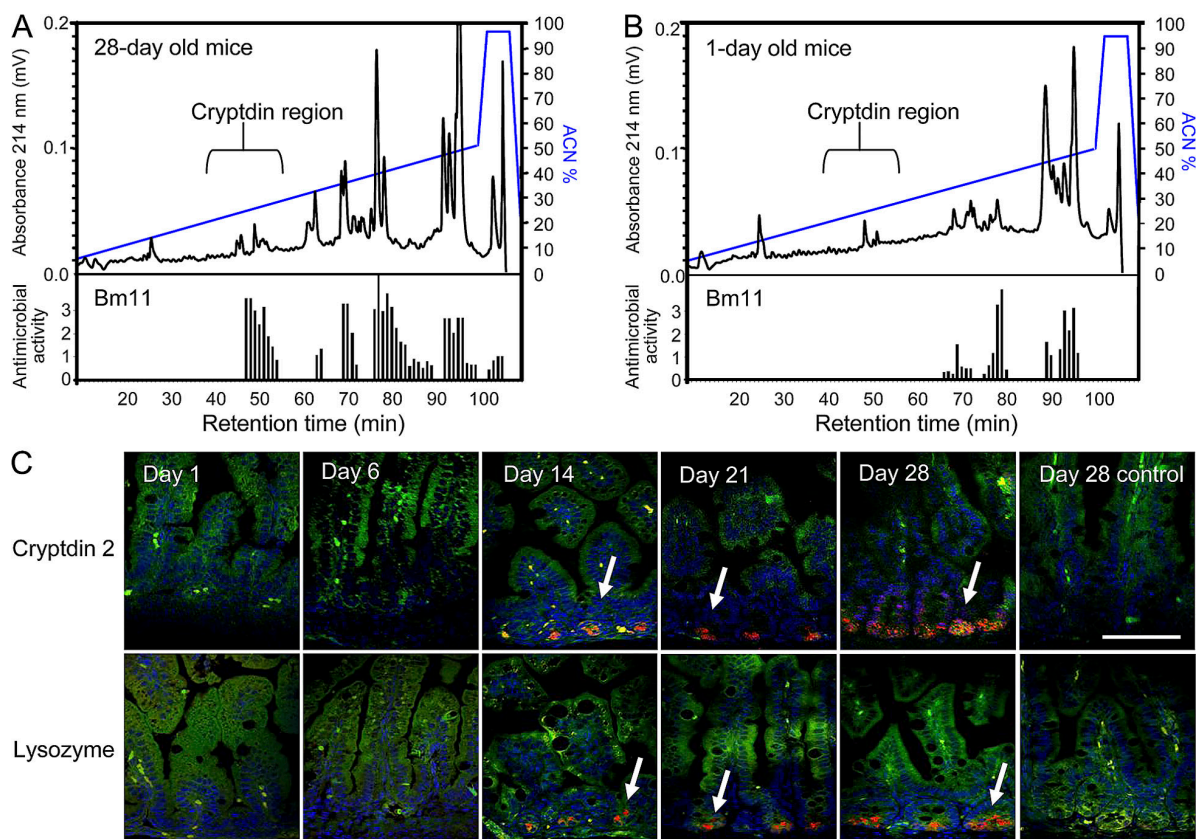 A
28-day old mice
Cryptdin region
Absorbance 214 nm (mV)
0.2
0.1
0.0
100
90
80
70
60
50
40
30
20
10
0
ACN %
Bm11
Antimicrobial
activity
3
2
1
0
20 30 40 50 60 70 80 90 100
Retention time (min)
B
1-day old mice
Cryptdin region
Absorbance 214 nm (mV)
0.2
0.1
0.0
100
90
80
70
60
50
40
30
20
10
0
ACN %
Bm11
Antimicrobial
activity
3
2
1
0
20 30 40 50 60 70 80 90 100
Retention time (min)
C
Day 1 Day 6 Day 14 Day 21 Day 28 Day 28 control
Cryptdin 2
Lysozyme